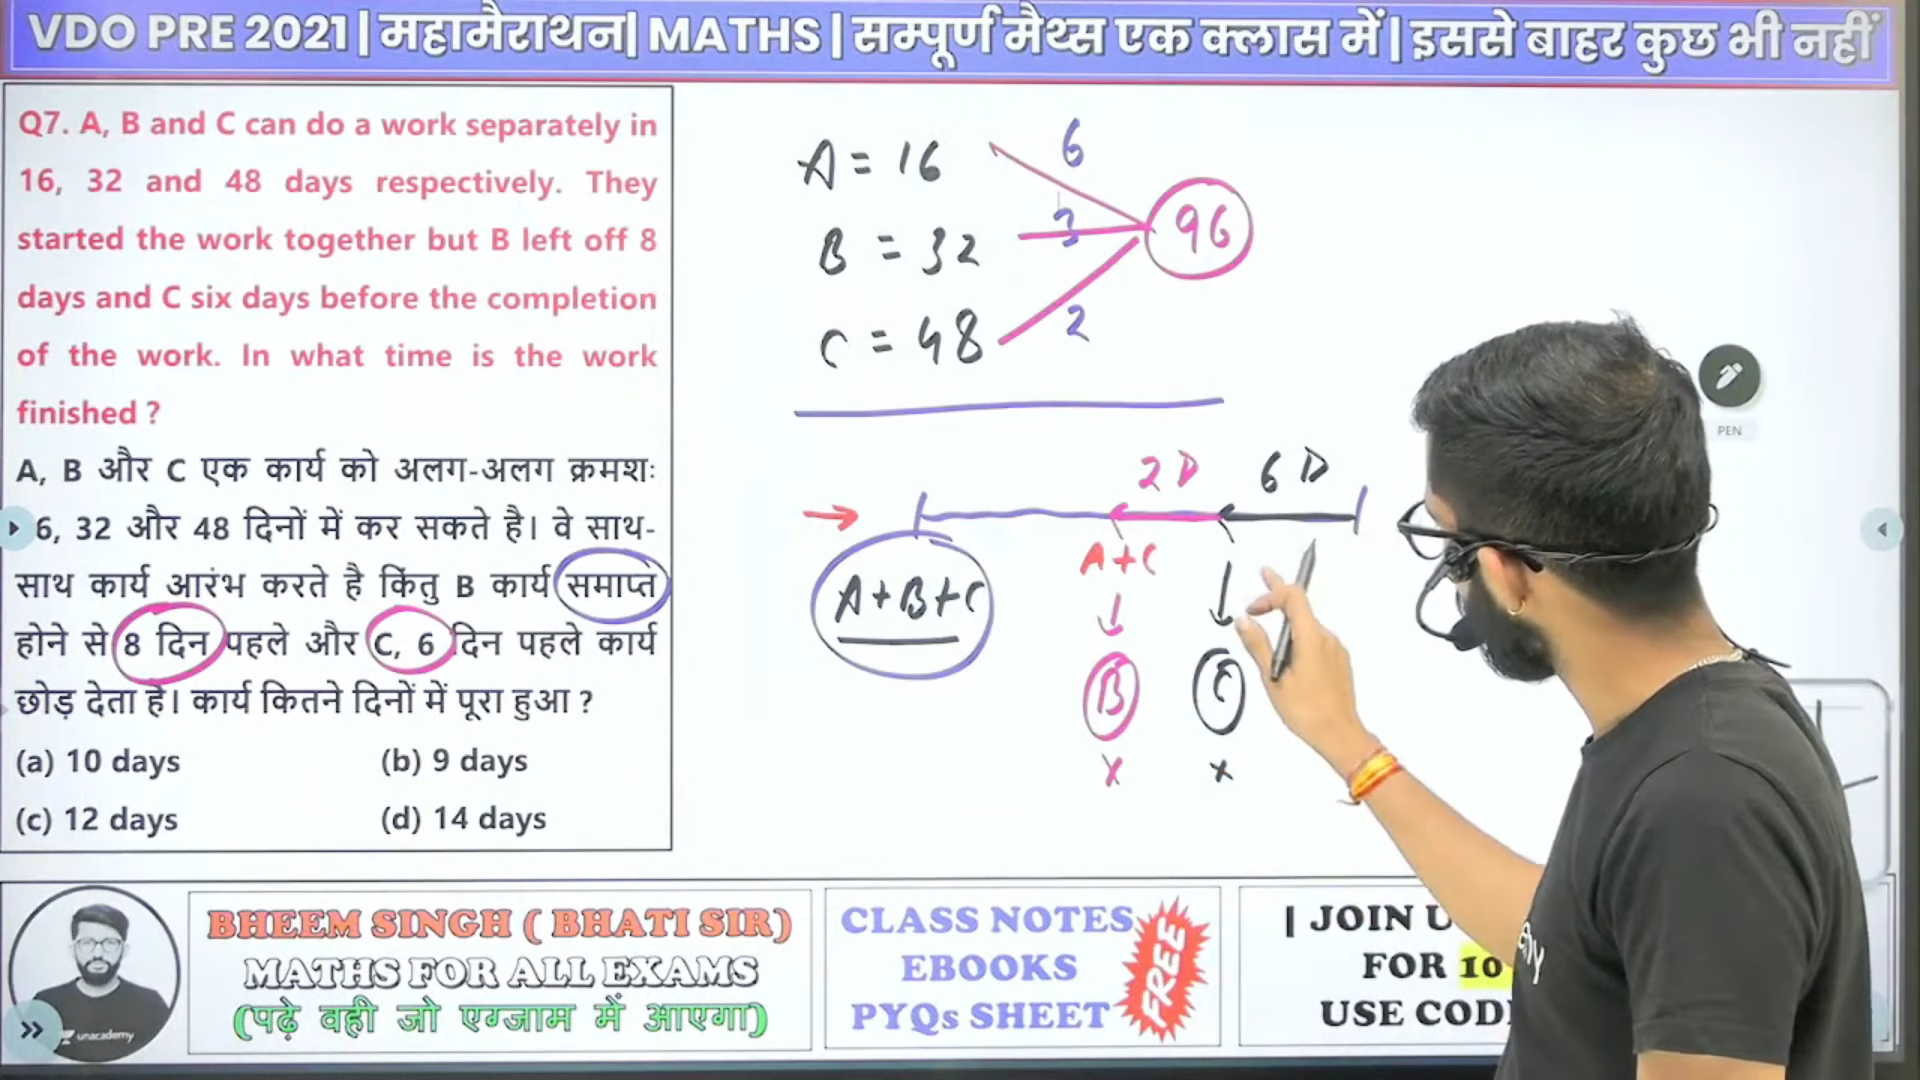 VDO PRE 2021 | महामैराथन| MATHS | सम्पूर्ण मैथ्स एक क्लास में | इससे बाहर कुछ भी नहीं
Q7. A, B and C can do a work separately in
16, 32 and 48 days respectively. They
started the work together but B left off 8
days and C six days before the completion
of the work. In what time is the work
finished ?
A, B और C एक कार्य को अलग-अलग क्रमशः
6, 32 और 48 दिनों में कर सकते है। वे साथ-
साथ कार्य आरंभ करते है किंतु B कार्य समाप्त
होने से 8 दिन पहले और C, 6 दिन पहले कार्य
छोड़ देता है। कार्य कितने दिनों में पूरा हुआ ?
(a) 10 days (b) 9 days
(c) 12 days (d) 14 days
A = 16
B = 32
C = 48
6
3
2
96
2 D 6 D
A+B+C
A+C
B
C
x x
PEN
BHEEM SINGH ( BHATI SIR)
MATHS FOR ALL EXAMS
(पढ़े वही जो एग्जाम में आएगा)
unacademy
CLASS NOTES
EBOOKS
PYQs SHEET
FREE
| JOIN
FOR 10
USE